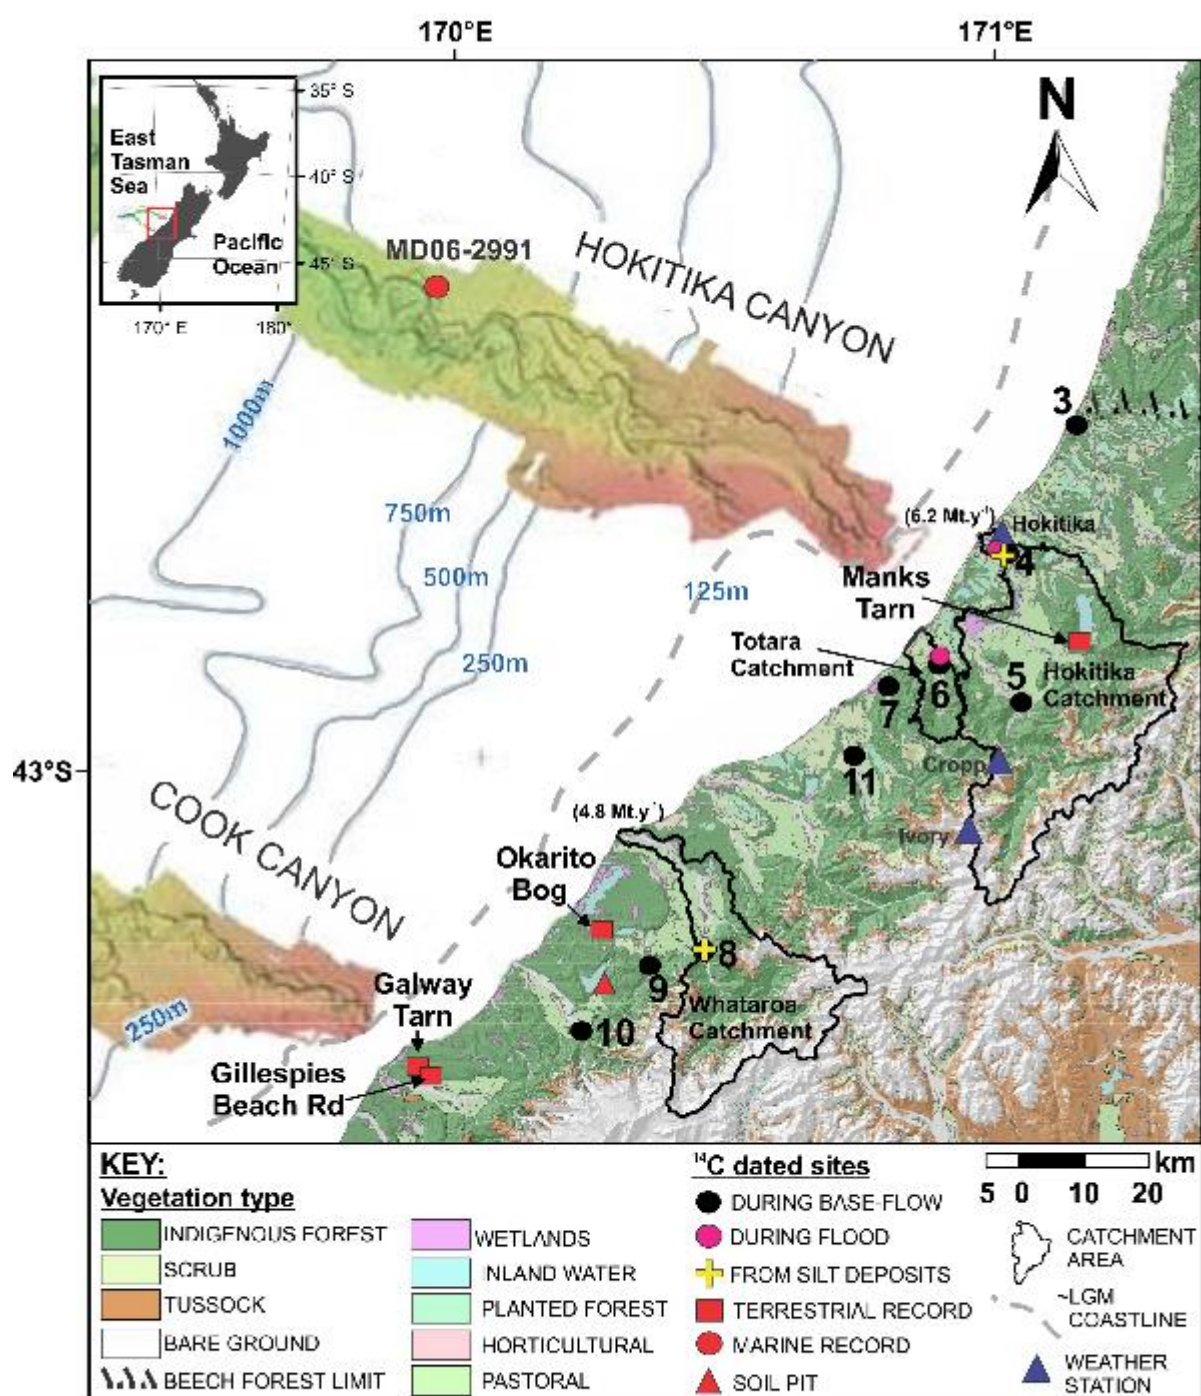 170°E
171°E
35° S
East
Tasman
Sea
40° S
Pacific
Ocean
45° S
170° E
180°
N
MD06-2991
HOKITIKA CANYON
1000m
3
750m
(6.2 Mt.y⁻¹)
Hokitika
4
500m
125m
Manks
Tarn
Totara
Catchment
250m
6
5
Hokitika
Catchment
7
43°S
Cropp
11
COOK CANYON
(4.8 Mt.y⁻¹)
Ivory
Okarito
Bog
8
9
Galway
Tarn
Whataroa
Catchment
250m
10
Gillespies
Beach Rd
KEY:
Vegetation type
INDIGENOUS FOREST
SCRUB
TUSSOCK
BARE GROUND
BEECH FOREST LIMIT
WETLANDS
INLAND WATER
PLANTED FOREST
HORTICULTURAL
PASTORAL
¹⁴C dated sites
DURING BASE-FLOW
DURING FLOOD
FROM SILT DEPOSITS
TERRESTRIAL RECORD
MARINE RECORD
SOIL PIT
km
5 0 10 20
CATCHMENT
AREA
~LGM
COASTLINE
WEATHER
STATION